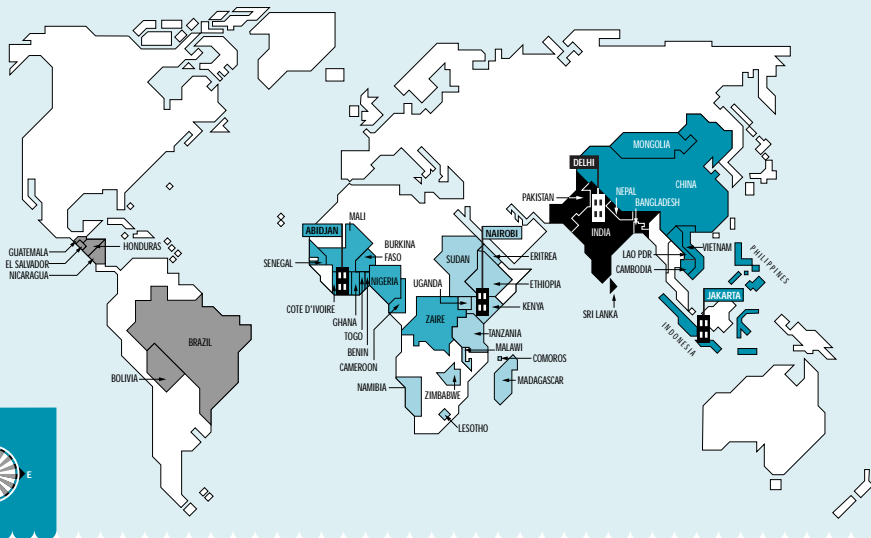 MONGOLIA
DELHI
CHINA
NEPAL
PAKISTAN
BANGLADESH
INDIA
MALI
ABIDJAN
NAIROBI
GUATEMALA
HONDURAS
EL SALVADOR
NICARAGUA
BURKINA
FASO
SENEGAL
SUDAN
ERITREA
VIETNAM
LAO PDR
CAMBODIA
PHILIPPINES
NIGERIA
UGANDA
ETHIOPIA
JAKARTA
COTE D'IVOIRE
KENYA
SRI LANKA
GHANA
ZAIRE
TOGO
TANZANIA
INDONESIA
BRAZIL
BENIN
MALAWI
CAMEROON
COMOROS
BOLIVIA
NAMIBIA
MADAGASCAR
ZIMBABWE
LESOTHO
E